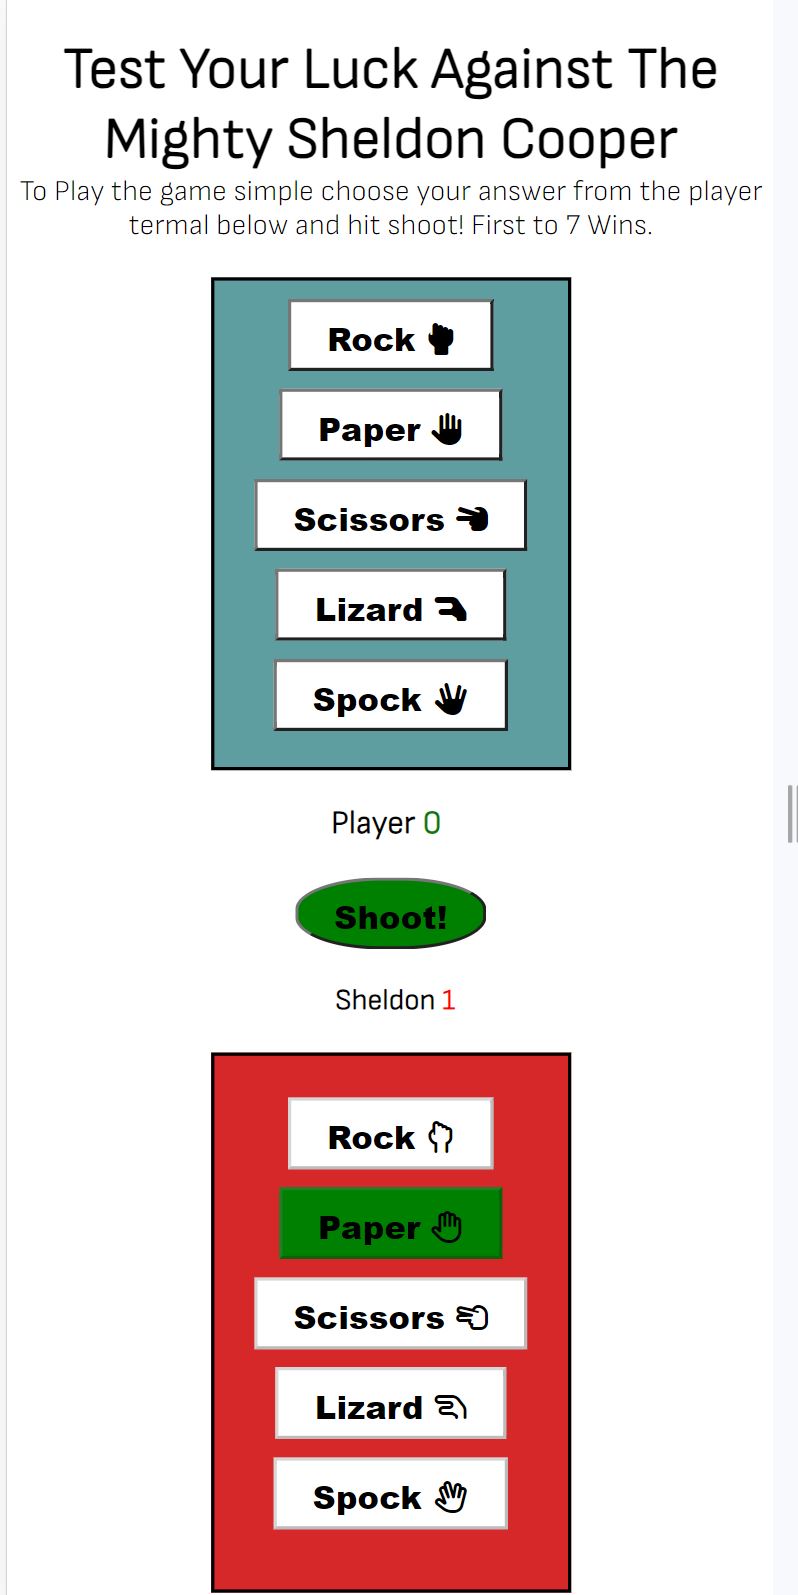 Test Your Luck Against The
Mighty Sheldon Cooper
To Play the game simple choose your answer from the player
termal below and hit shoot! First to 7 Wins.
Rock
Paper
Scissors
Lizard
Spock
Player 0
Shoot!
Sheldon 1
Rock
Paper
Scissors
Lizard
Spock